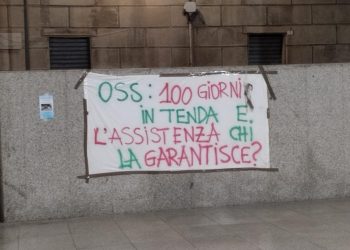 OSS: 100 GIORNI
IN TENDA E
L'ASSISTENZA CHI
LA GARANTISCE?